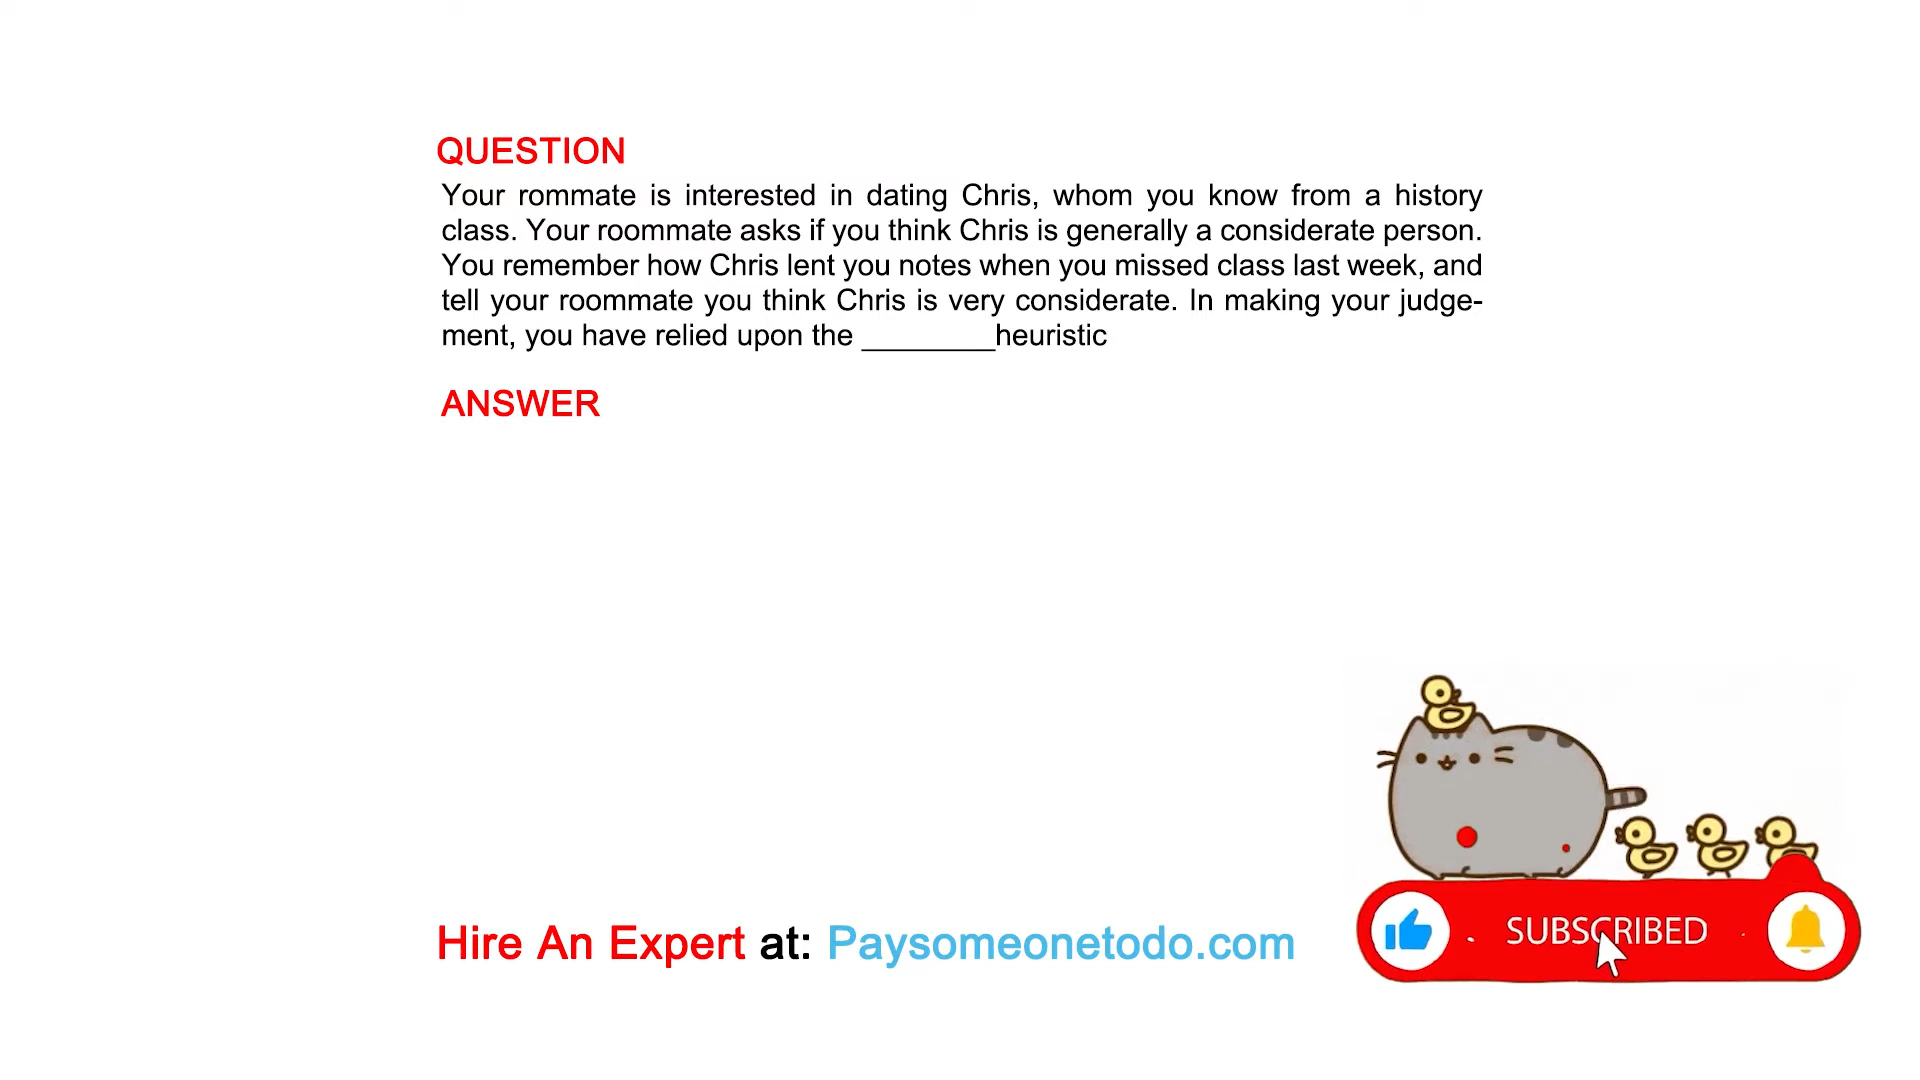 QUESTION
Your rommate is interested in dating Chris, whom you know from a history
class. Your roommate asks if you think Chris is generally a considerate person.
You remember how Chris lent you notes when you missed class last week, and
tell your roommate you think Chris is very considerate. In making your judge-
ment, you have relied upon the ________heuristic
ANSWER
Hire An Expert at: Paysomeonetodo.com
SUBSCRIBED